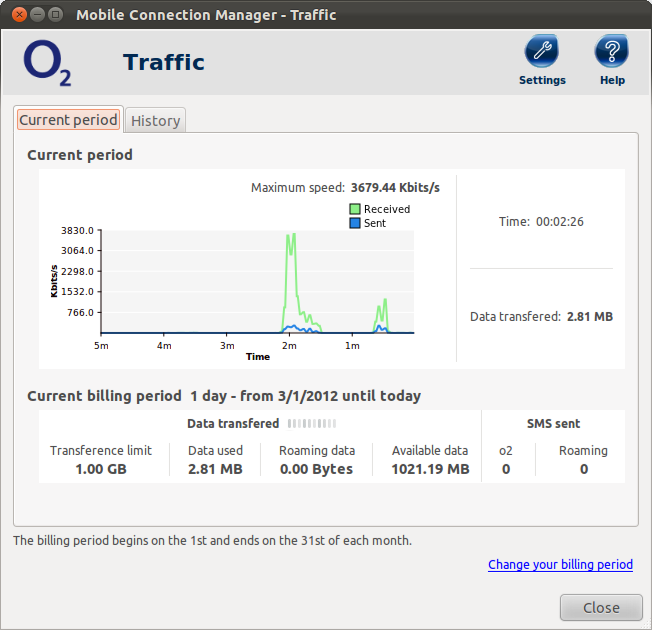 Mobile Connection Manager - Traffic
O2
Traffic
Settings
Help
Current period
History
Current period
Maximum speed: 3679.44 Kbits/s
Received
Sent
3830.0
3064.0
2298.0
1532.0
766.0
Kbits/s
5m 4m 3m 2m 1m
Time
Time: 00:02:26
Data transfered: 2.81 MB
Current billing period 1 day - from 3/1/2012 until today
Data transfered
SMS sent
Transference limit Data used Roaming data Available data o2 Roaming
1.00 GB 2.81 MB 0.00 Bytes 1021.19 MB 0 0
The billing period begins on the 1st and ends on the 31st of each month.
Change your billing period
Close